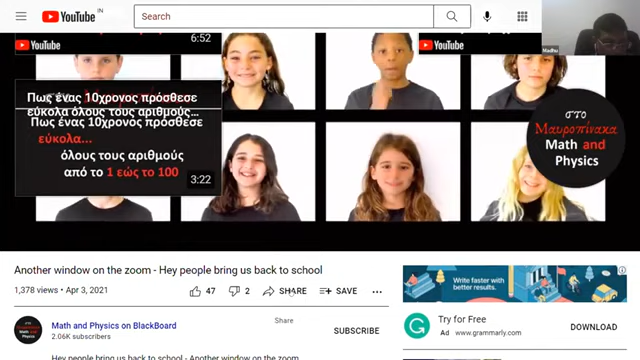 YouTube IN
Search
Madhu
YouTube
6:52
YouTube
Πως ένας 10χρονος πρόσθεσε
εύκολα όλους τους αριθμούς...
Πως ένας 10χρονος πρόσθεσε
εύκολα...
όλους τους αριθμούς
από το 1 εώς το 100
3:22
στο
Μαυροπίνακα
Math and
Physics
Another window on the zoom - Hey people bring us back to school
1,378 views • Apr 3, 2021
47
2
SHARE
SAVE
Share
Math and Physics on BlackBoard
2.06K subscribers
SUBSCRIBE
Hey people bring us back to school - Another window on the zoom
Write faster with
better results.
Try for Free
Ad www.grammarly.com
DOWNLOAD